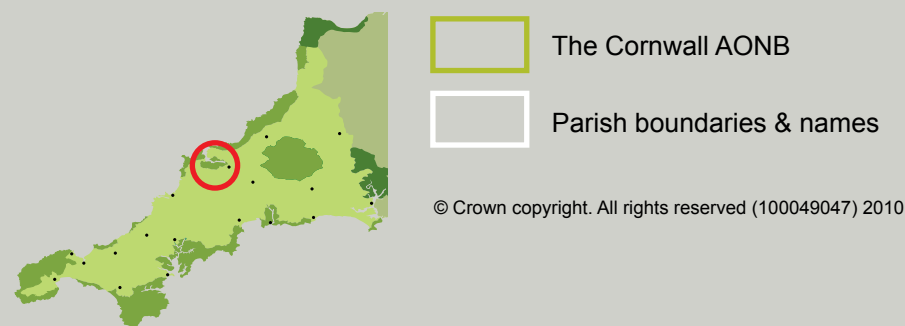 The Cornwall AONB
Parish boundaries & names
© Crown copyright. All rights reserved (100049047) 2010